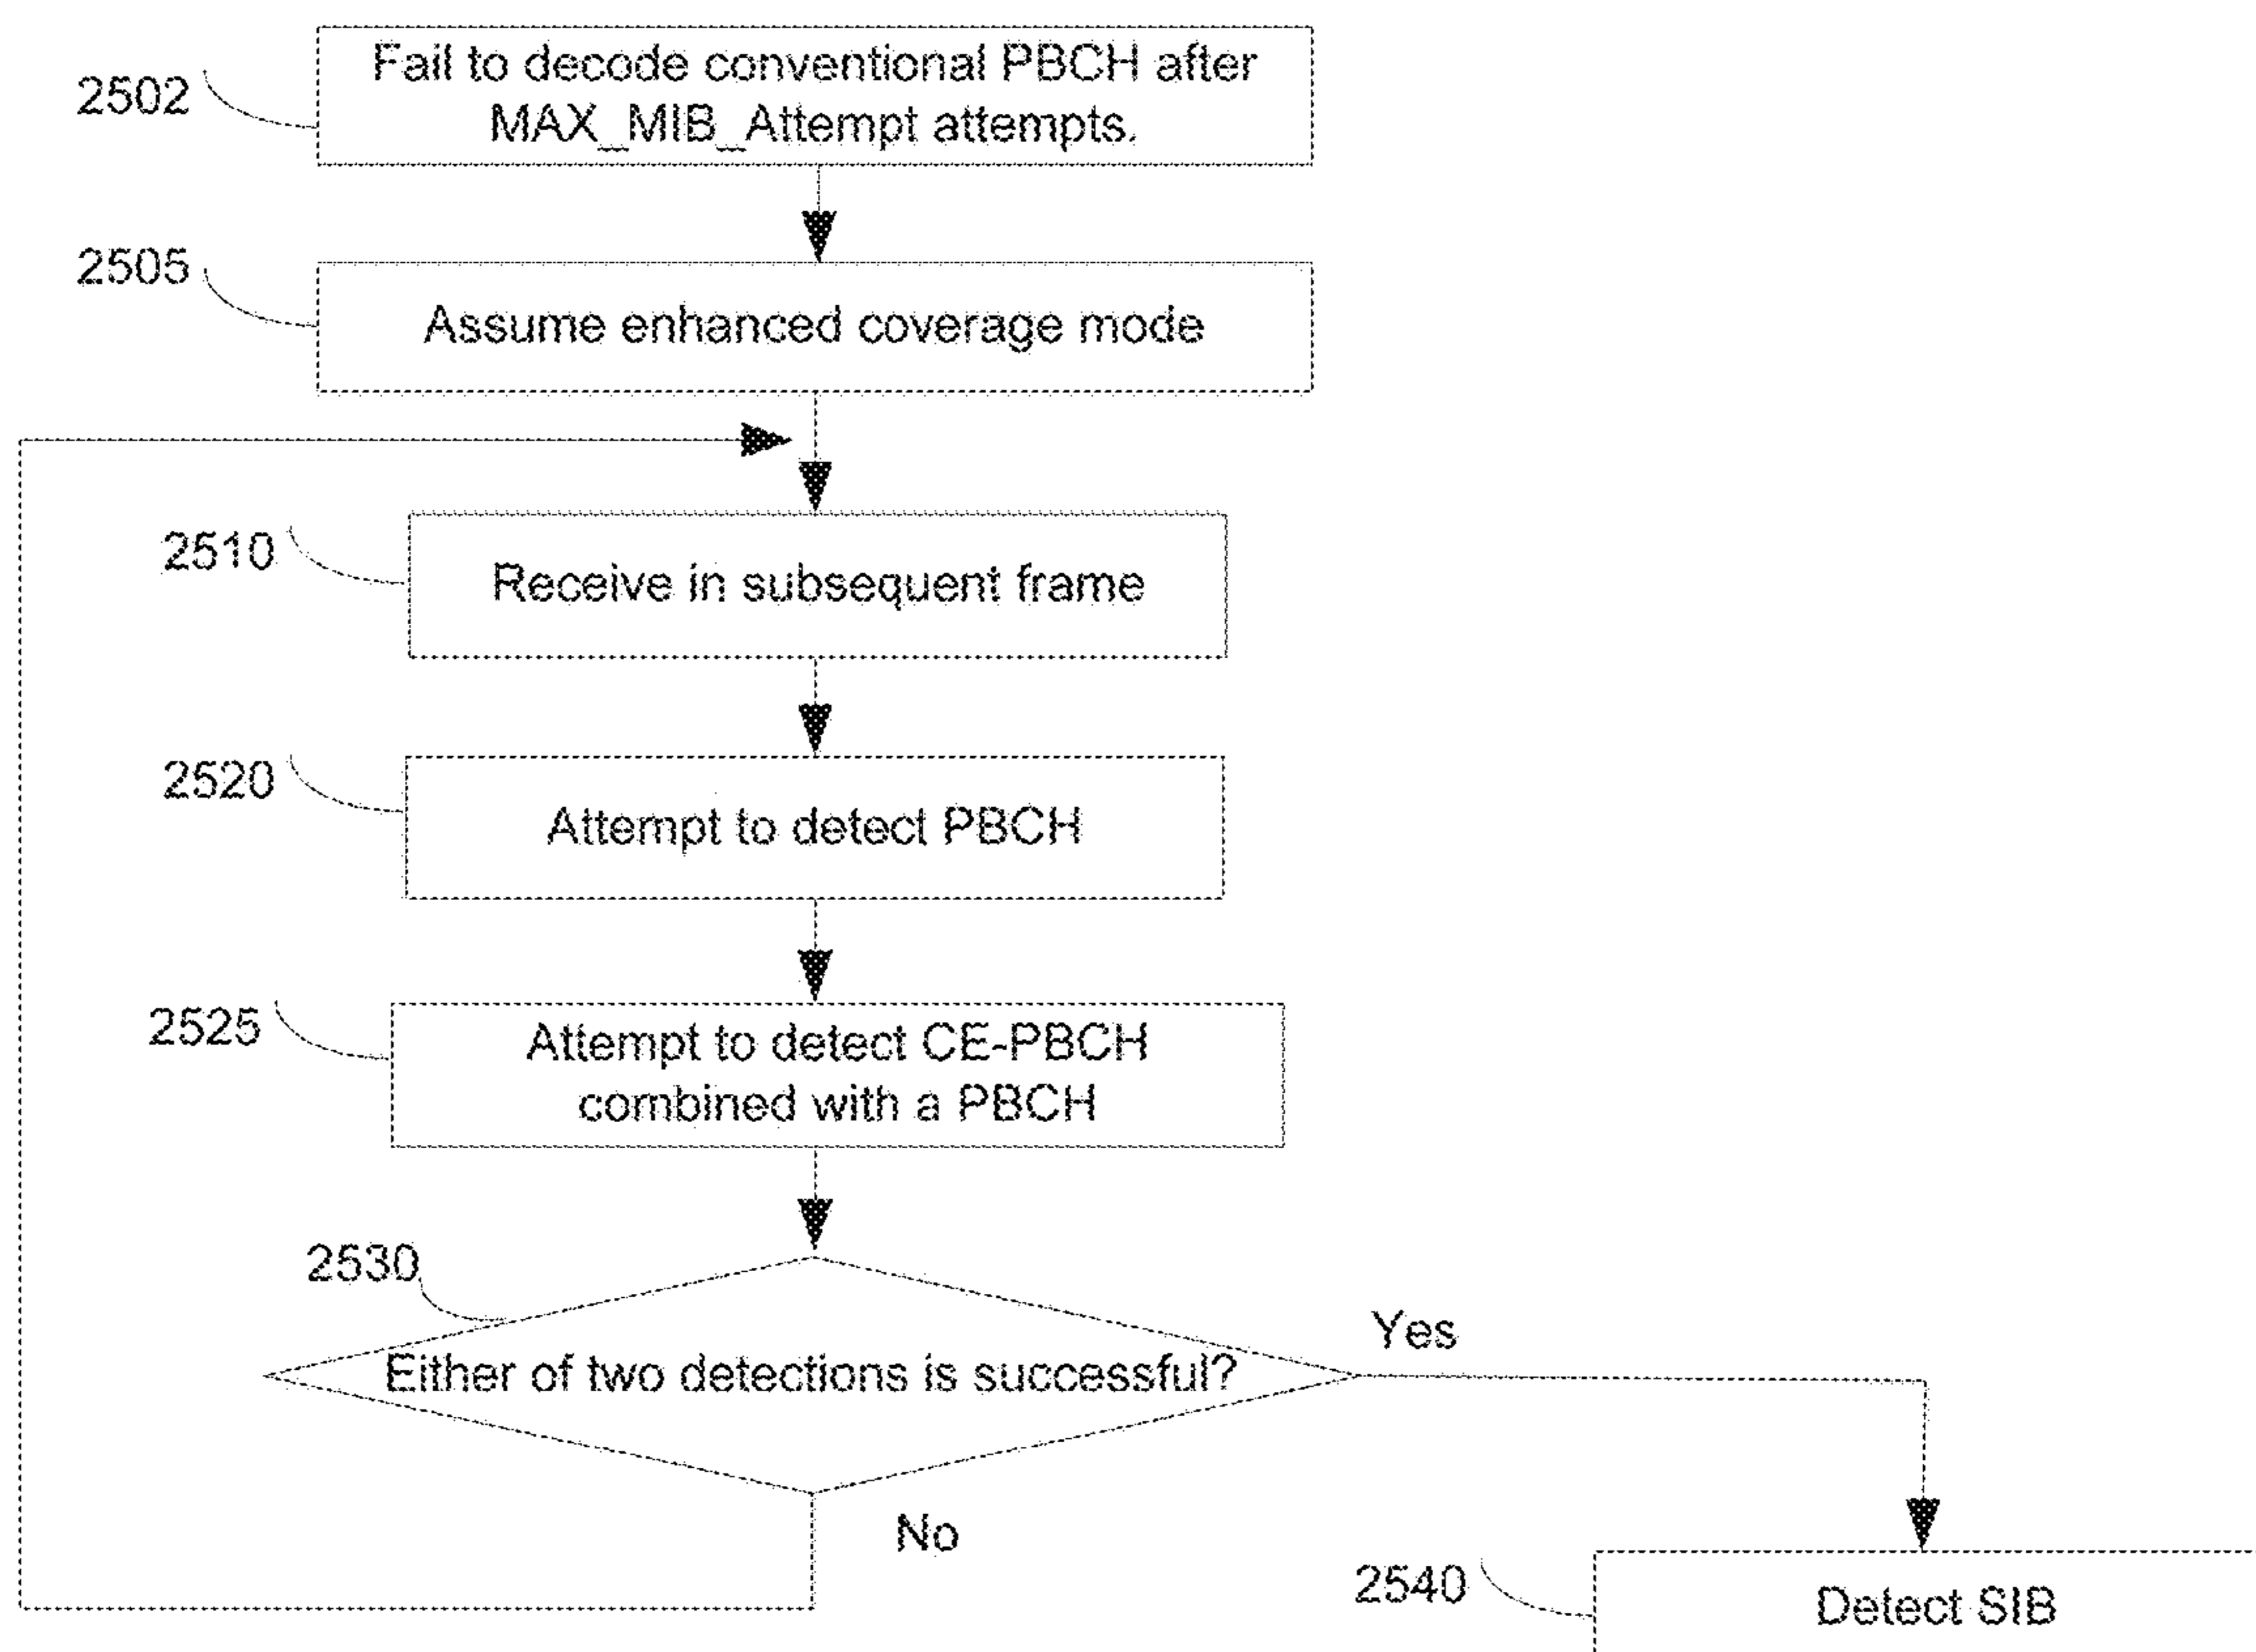 2502
Fail to decode conventional PBCH after
MAX_MIB_Attempt attempts.
2505
Assume enhanced coverage mode
2510
Receive in subsequent frame
2520
Attempt to detect PBCH
2525
Attempt to detect CE-PBCH
combined with a PBCH
2530
Either of two detections is successful?
Yes
No
2540
Detect SIB